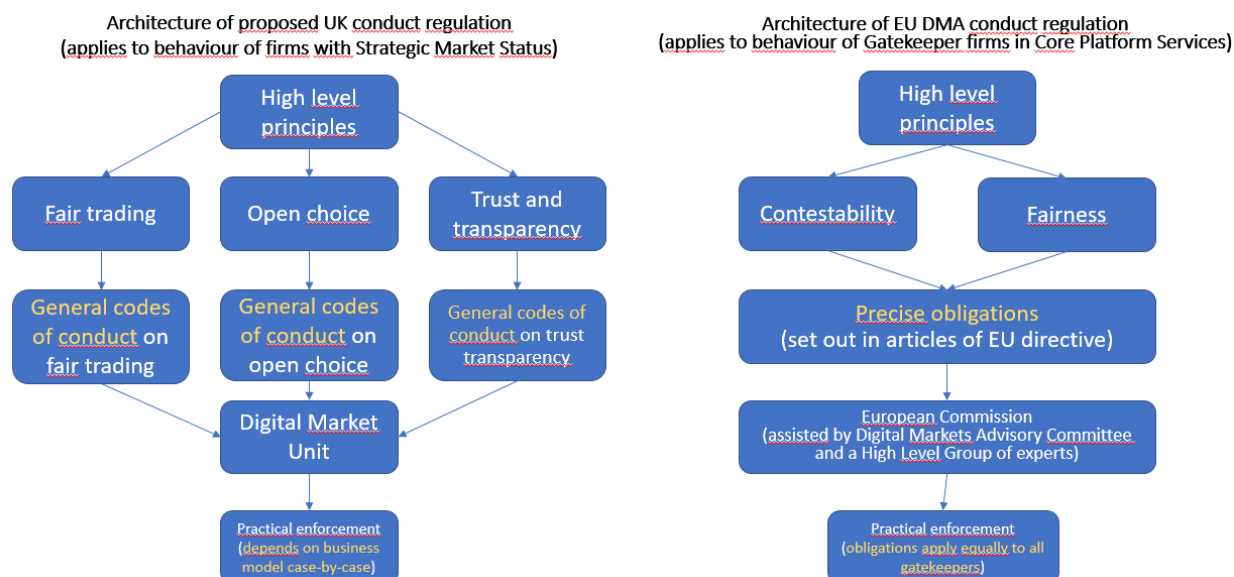 Architecture of proposed UK conduct regulation
(applies to behaviour of firms with Strategic Market Status)
High level
principles
Fair trading
Open choice
Trust and
transparency
General codes
of conduct on
fair trading
General codes
of conduct on
open choice
General codes of
conduct on trust
transparency
Digital Market
Unit
Practical enforcement
(depends on business
model case-by-case)
Architecture of EU DMA conduct regulation
(applies to behaviour of Gatekeeper firms in Core Platform Services)
High level
principles
Contestability
Fairness
Precise obligations
(set out in articles of EU directive)
European Commission
(assisted by Digital Markets Advisory Committee
and a High Level Group of experts)
Practical enforcement
(obligations apply equally to all
gatekeepers)